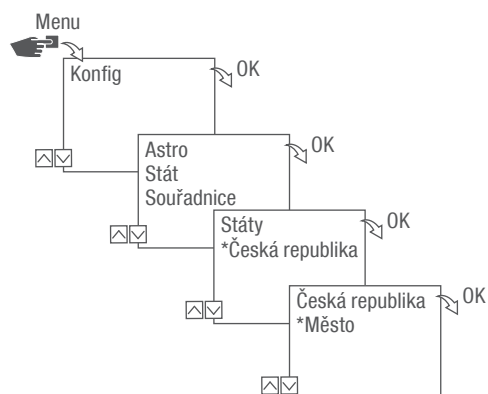 Menu
Konfig
OK
Astro
Stát
Souřadnice
OK
Státy
*Česká republika
OK
Česká republika
*Město
OK